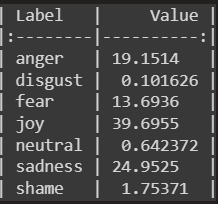 | Label    |      Value |
|:---------|-----------:|
| anger    | 19.1514    |
| disgust  |  0.101626  |
| fear     | 13.6936    |
| joy      | 39.6955    |
| neutral  |  0.642372  |
| sadness  | 24.9525    |
| shame    |  1.75371   |